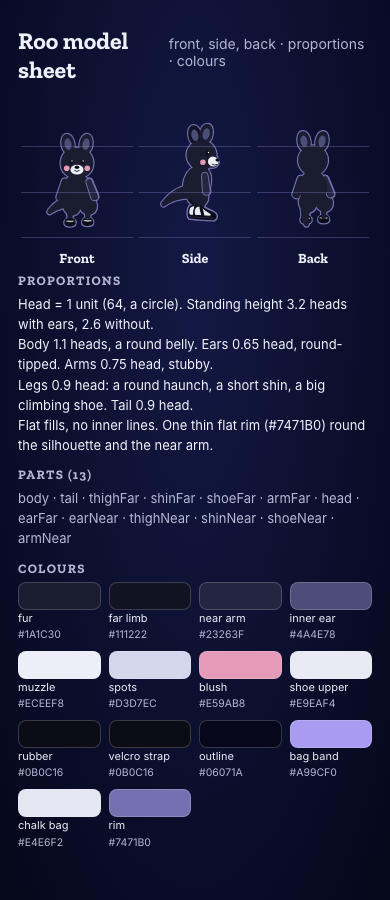 Roo model sheet
front, side, back · proportions · colours
Front Side Back
PROPORTIONS
Head = 1 unit (64, a circle). Standing height 3.2 heads
with ears, 2.6 without.
Body 1.1 heads, a round belly. Ears 0.65 head, round-
tipped. Arms 0.75 head, stubby.
Legs 0.9 head: a round haunch, a short shin, a big
climbing shoe. Tail 0.9 head.
Flat fills, no inner lines. One thin flat rim (#7471B0) round
the silhouette and the near arm.
PARTS (13)
body · tail · thighFar · shinFar · shoeFar · armFar · head ·
earFar · earNear · thighNear · shinNear · shoeNear ·
armNear
COLOURS
fur far limb near arm inner ear
#1A1C30 #111222 #23263F #4A4E78
muzzle spots blush shoe upper
#ECEEF8 #D3D7EC #E59AB8 #E9EAF4
rubber velcro strap outline bag band
#0B0C16 #0B0C16 #06071A #A99CF0
chalk bag rim
#E4E6F2 #7471B0